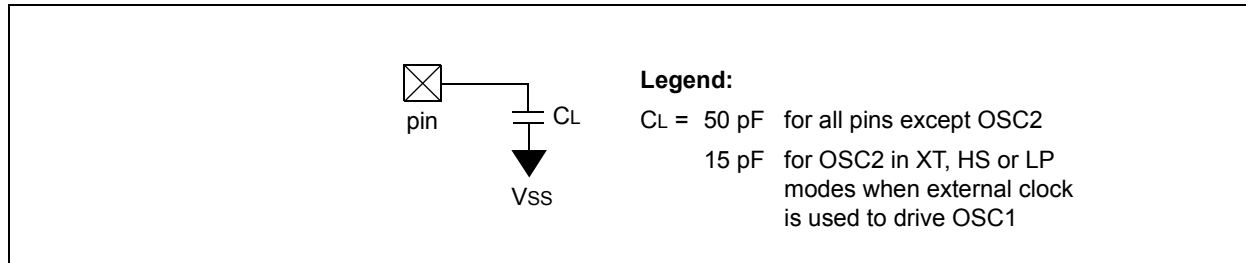 Legend:
pin
CL
CL = 50 pF for all pins except OSC2
15 pF for OSC2 in XT, HS or LP
modes when external clock
is used to drive OSC1
VSS